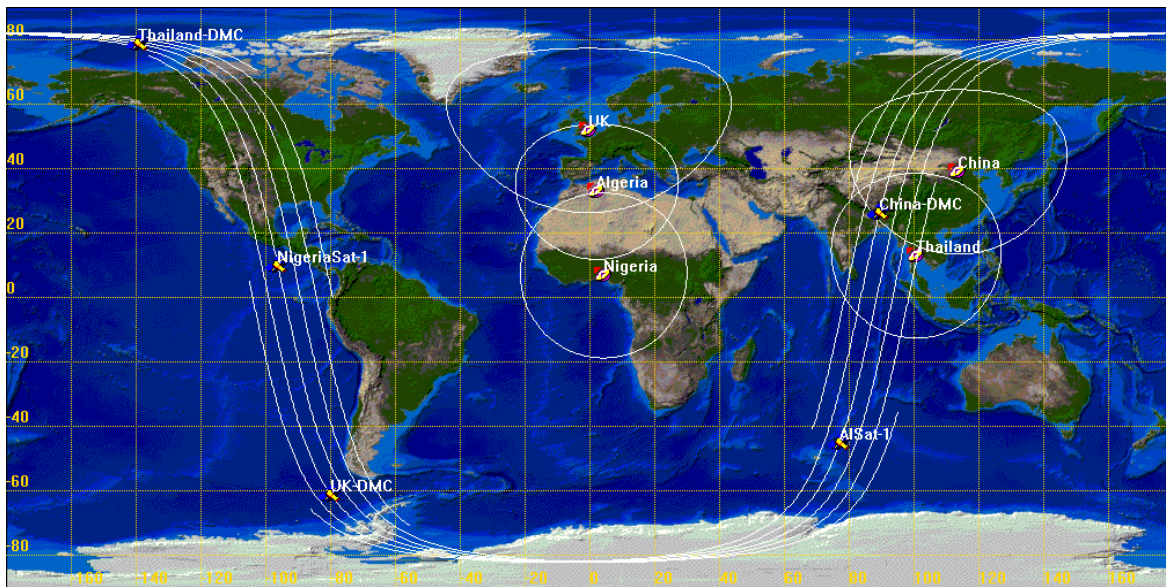 80
Thailand-DMC
60
UK
40
China
Algeria
China-DMC
20
Thailand
NigeriaSat-1
Nigeria
0
-20
-40
AlSat-1
-60
UK-DMC
-80
-160 -140 -120 -100 -80 -60 -40 -20 0 20 40 60 80 100 120 140 160